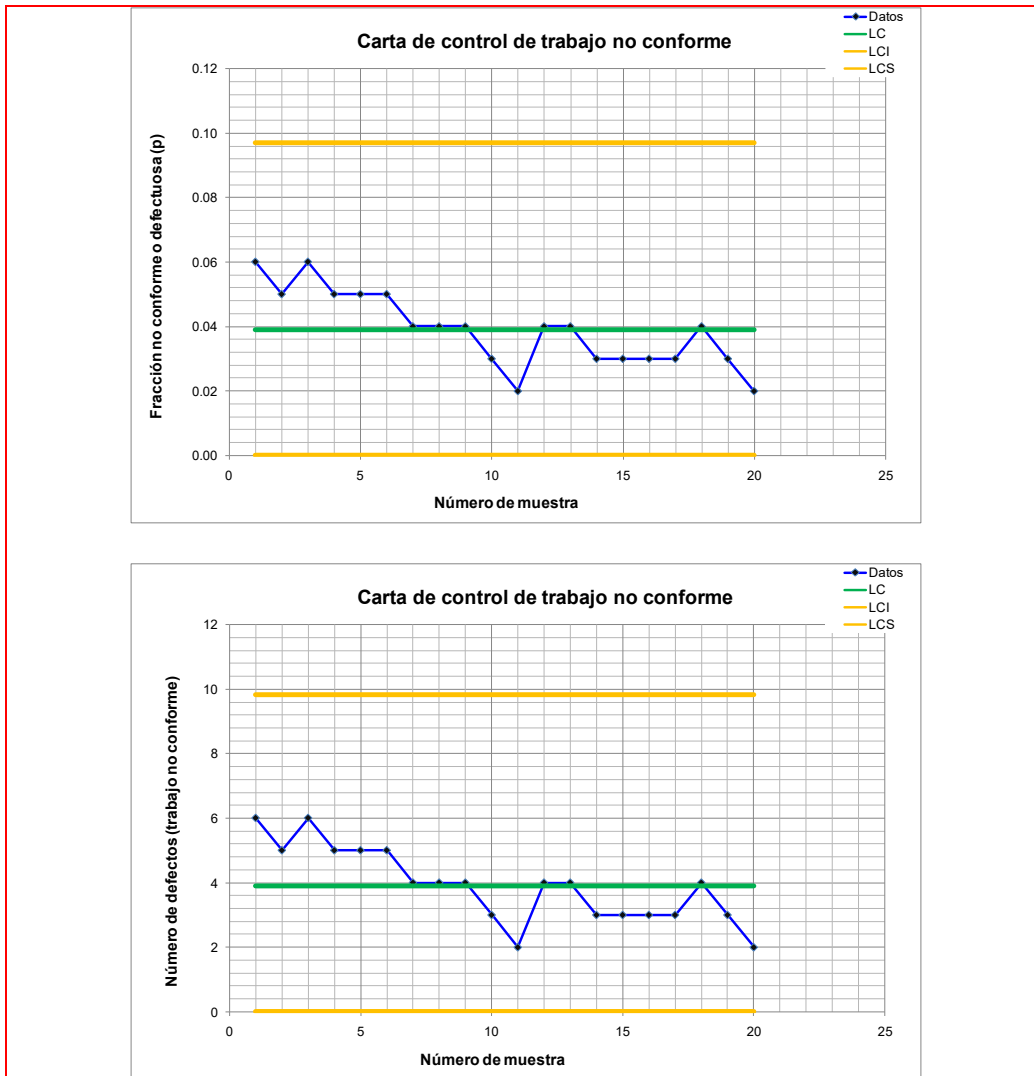 Datos
LC
LCI
LCS
Carta de control de trabajo no conforme
Fracción no conforme o defectuosa (p)
0.12
0.10
0.08
0.06
0.04
0.02
0.00
0 5 10 15 20 25
Número de muestra
Datos
LC
LCI
LCS
Carta de control de trabajo no conforme
Número de defectos (trabajo no conforme)
12
10
8
6
4
2
0
0 5 10 15 20 25
Número de muestra